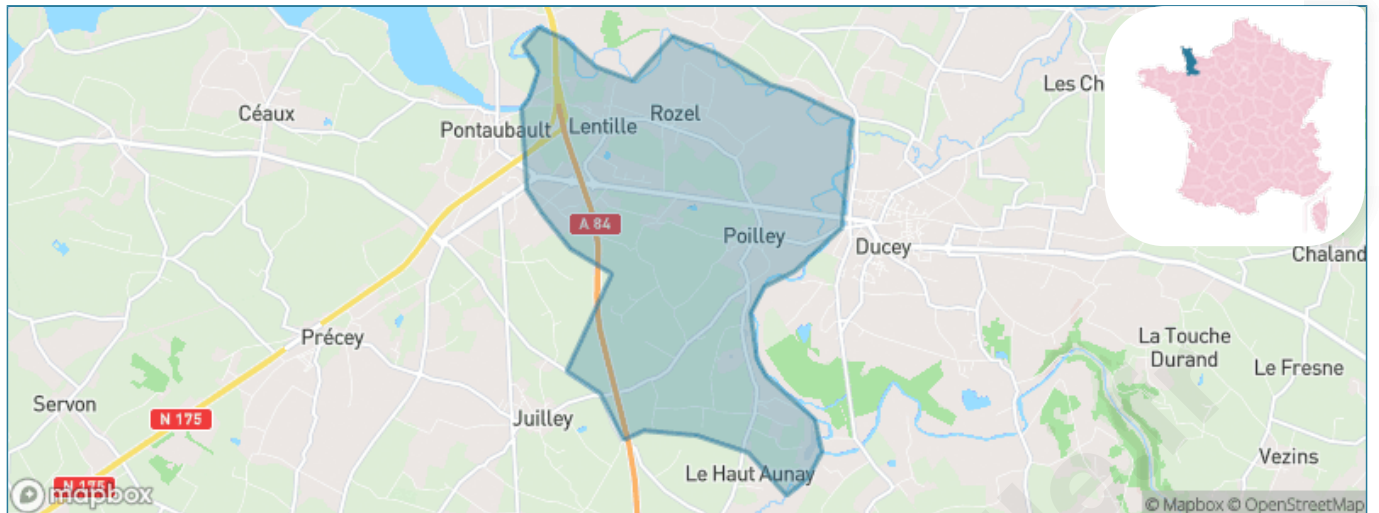 Les Ch
Céaux
Rozel
Pontaubault
Lentille
A 84
Poilley
Ducey
Chaland
Précey
La Touche
Durand
Le Fresne
Servon
N 175
Juilley
Vezins
Le Haut Aunay
N 175
mapbox
© Mapbox © OpenStreetMap